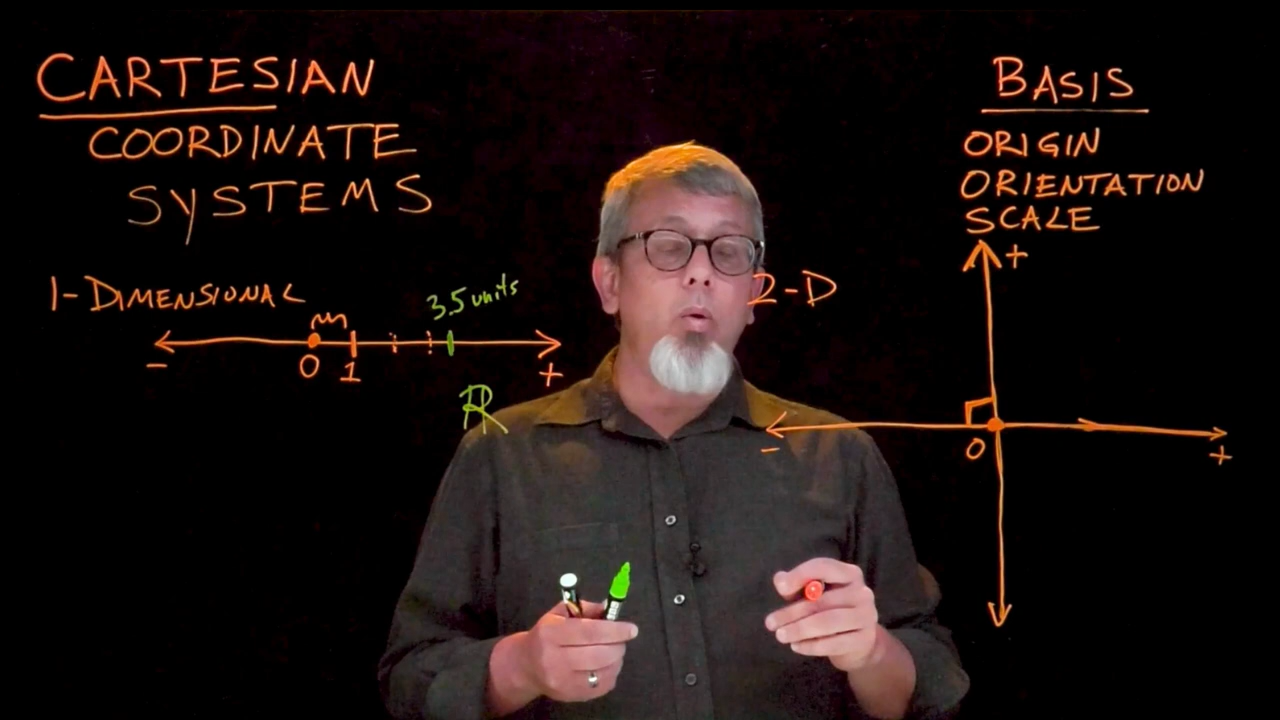 CARTESIAN
COORDINATE
SYSTEMS
1-DIMENSIONAL
3.5 units
- 0 1 +
ℝ
BASIS
ORIGIN
ORIENTATION
SCALE
+
2-D
- 0 +